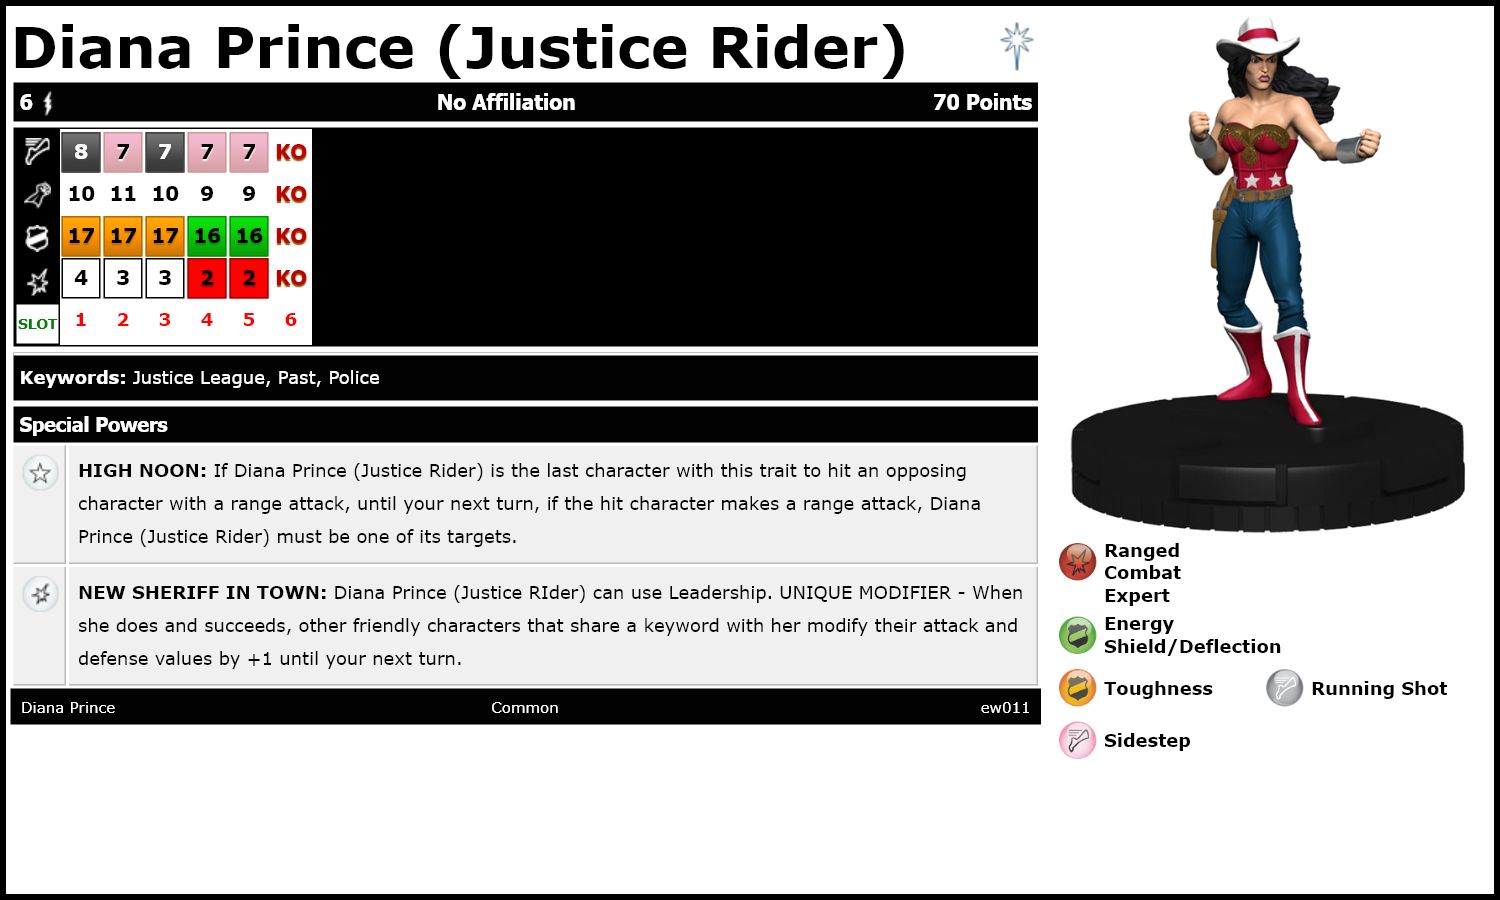 Diana Prince (Justice Rider)
6 No Affiliation 70 Points
8 7 7 7 7 KO
10 11 10 9 9 KO
17 17 17 16 16 KO
4 3 3 2 2 KO
SLOT 1 2 3 4 5 6
Keywords: Justice League, Past, Police
Special Powers
HIGH NOON: If Diana Prince (Justice Rider) is the last character with this trait to hit an opposing
character with a range attack, until your next turn, if the hit character makes a range attack, Diana
Prince (Justice Rider) must be one of its targets.
NEW SHERIFF IN TOWN: Diana Prince (Justice RIder) can use Leadership. UNIQUE MODIFIER - When
she does and succeeds, other friendly characters that share a keyword with her modify their attack and
defense values by +1 until your next turn.
Diana Prince Common ew011
Ranged
Combat
Expert
Energy
Shield/Deflection
Toughness Running Shot
Sidestep